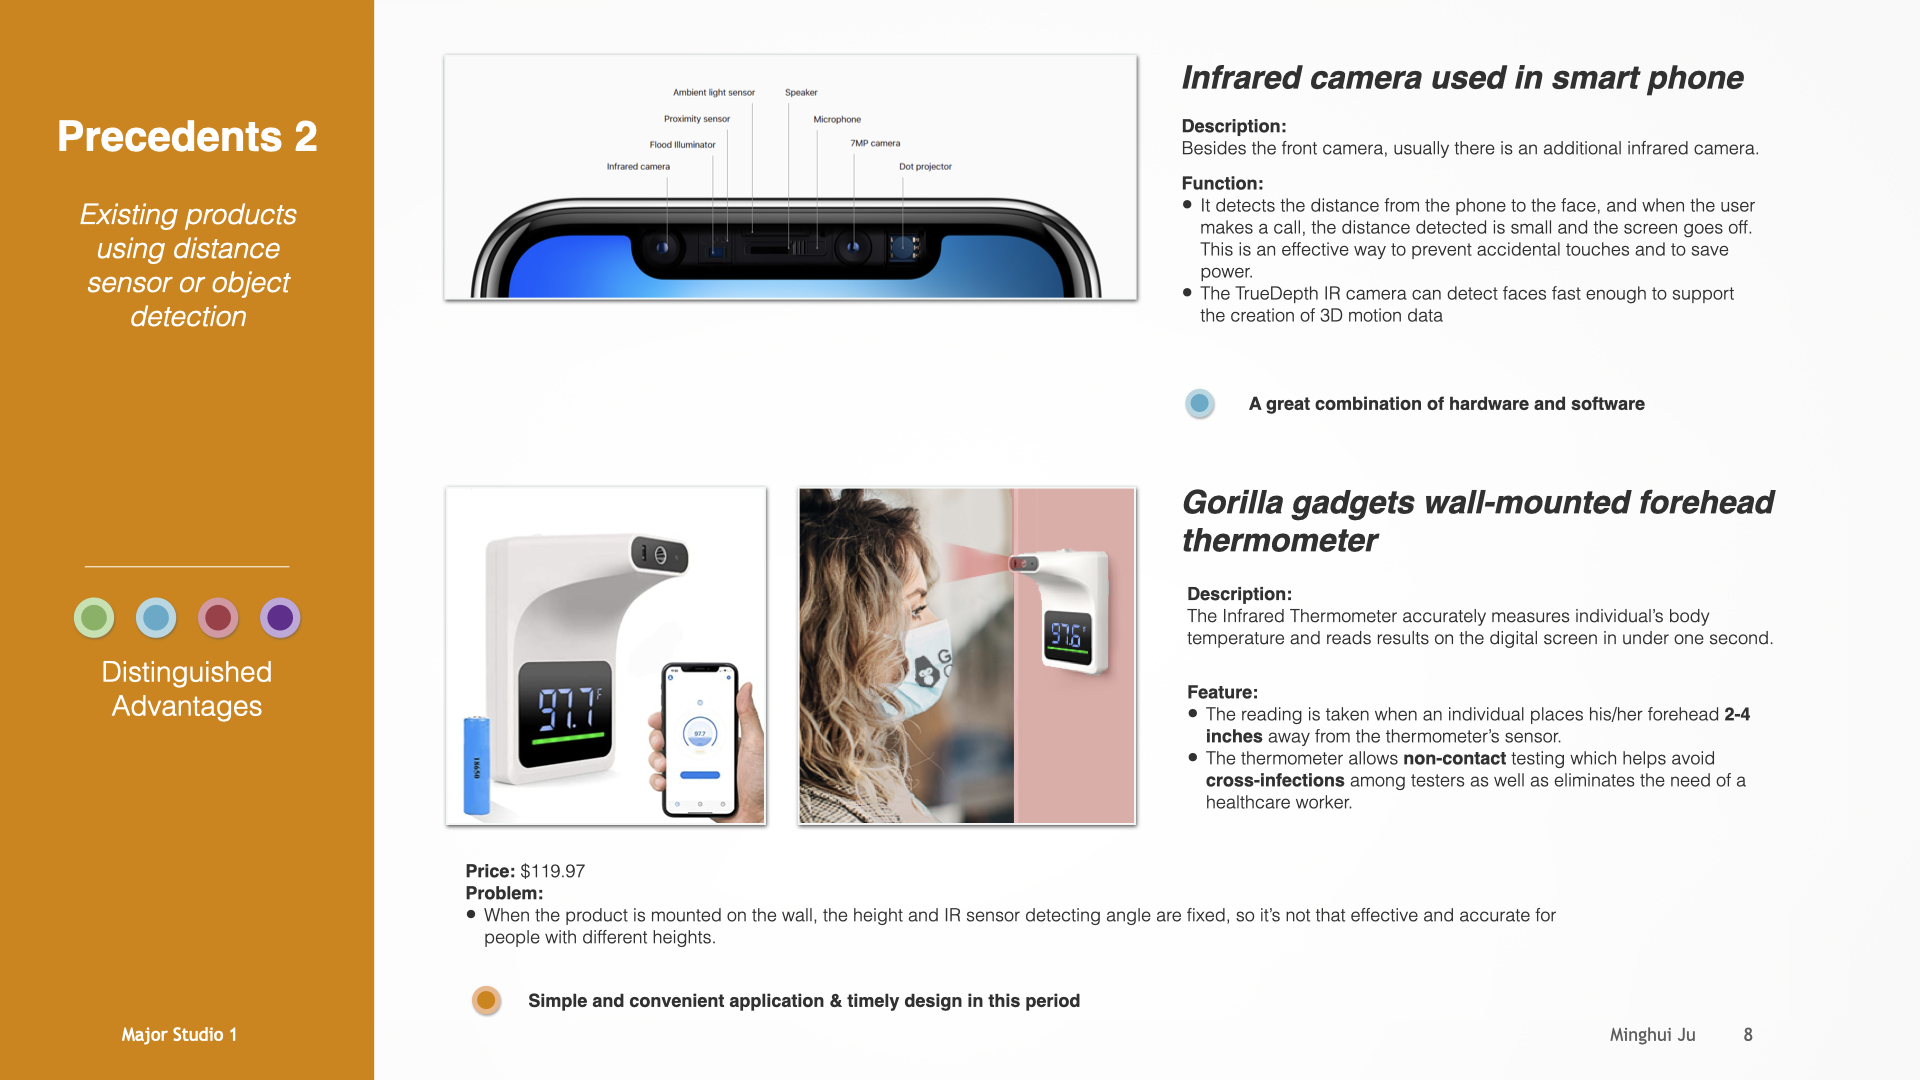 Precedents 2
Existing products
using distance
sensor or object
detection
Distinguished
Advantages
Major Studio 1
Ambient light sensor
Speaker
Proximity sensor
Microphone
Flood Illuminator
7MP camera
Infrared camera
Dot projector
Infrared camera used in smart phone
Description:
Besides the front camera, usually there is an additional infrared camera.
Function:
• It detects the distance from the phone to the face, and when the user
makes a call, the distance detected is small and the screen goes off.
This is an effective way to prevent accidental touches and to save
power.
• The TrueDepth IR camera can detect faces fast enough to support
the creation of 3D motion data
A great combination of hardware and software
97.7 F
18650
97.7
97.6 F
G
Gorilla gadgets wall-mounted forehead
thermometer
Description:
The Infrared Thermometer accurately measures individual’s body
temperature and reads results on the digital screen in under one second.
Feature:
• The reading is taken when an individual places his/her forehead 2-4
inches away from the thermometer’s sensor.
• The thermometer allows non-contact testing which helps avoid
cross-infections among testers as well as eliminates the need of a
healthcare worker.
Price: $119.97
Problem:
• When the product is mounted on the wall, the height and IR sensor detecting angle are fixed, so it’s not that effective and accurate for
people with different heights.
Simple and convenient application & timely design in this period
Minghui Ju
8